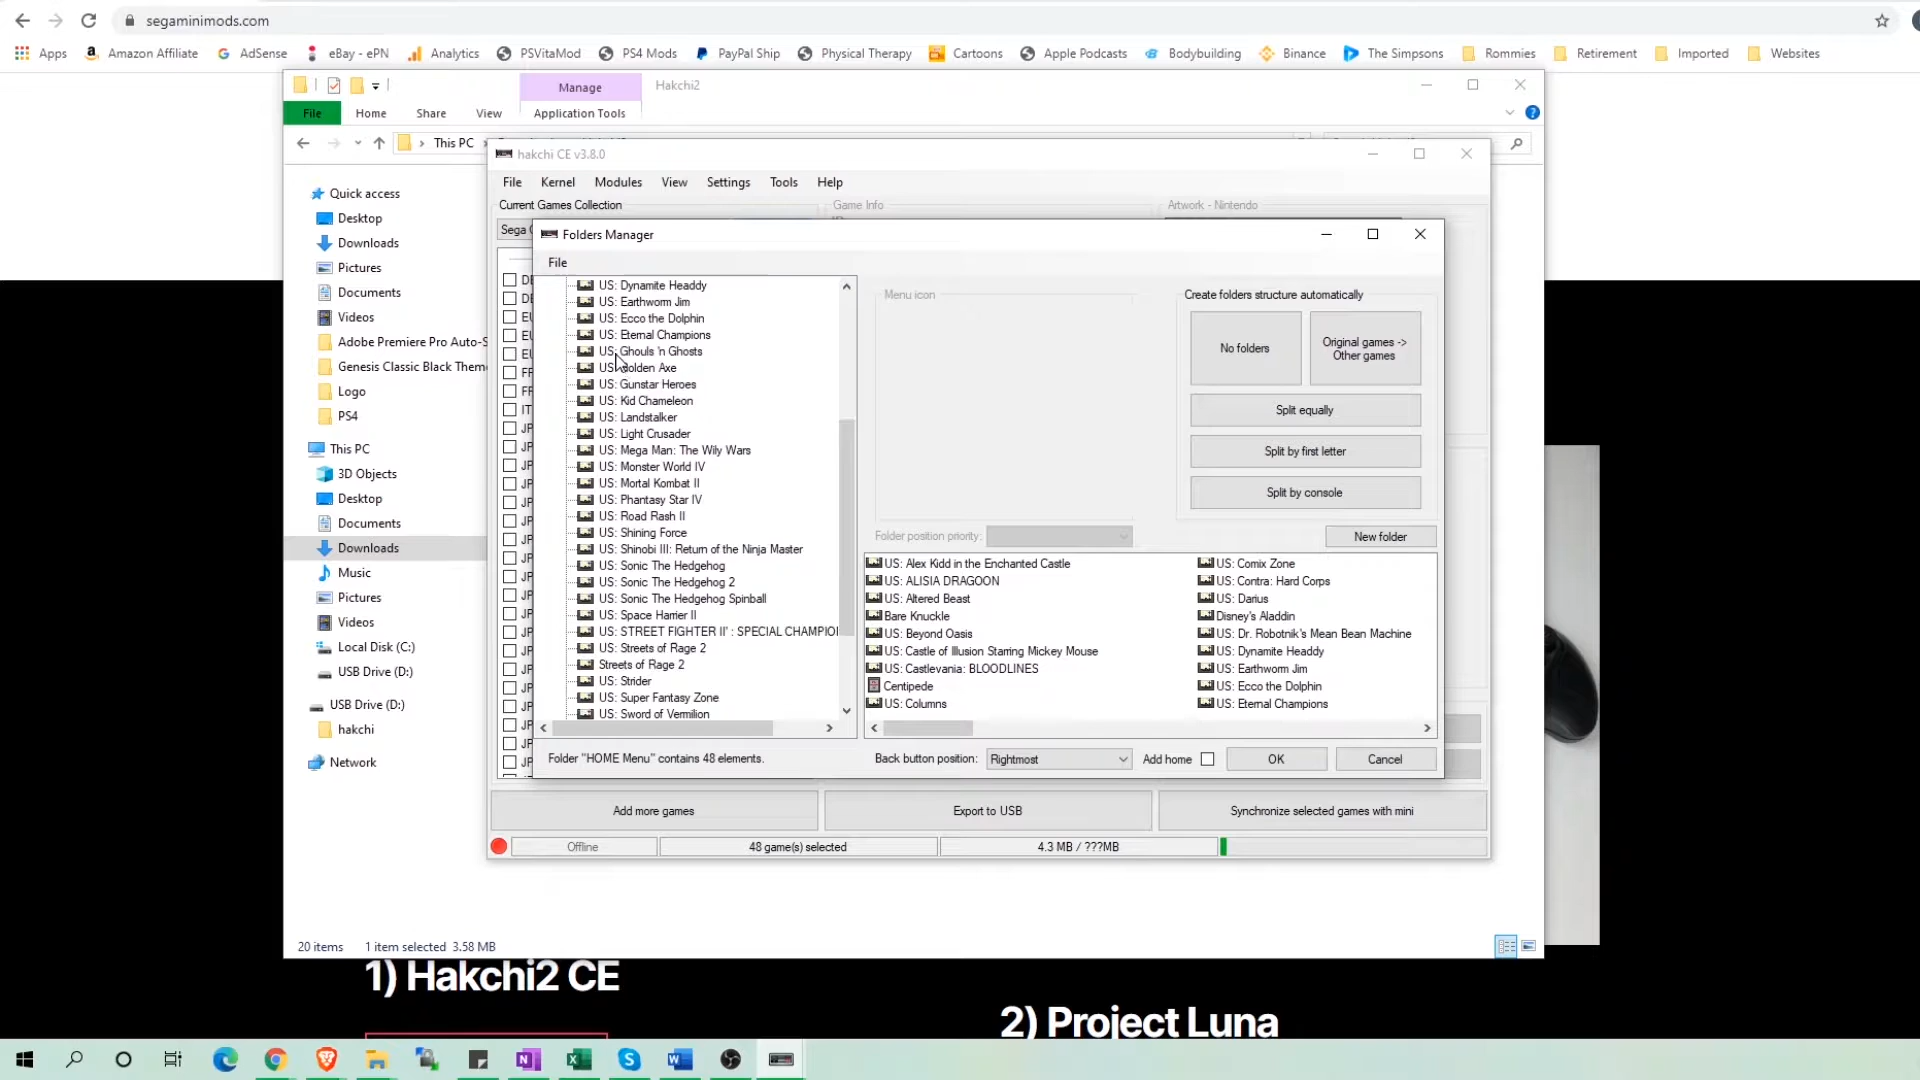 segaminimods.com
Apps Amazon Affiliate AdSense eBay - ePN Analytics PSVitaMod PS4 Mods PayPal Ship Physical Therapy Cartoons Apple Podcasts Bodybuilding Binance The Simpsons Rommies Retirement Imported Websites
Manage Hakchi2
File Home Share View Application Tools
This PC
Quick access
Desktop
Downloads
Pictures
Documents
Videos
Adobe Premiere Pro Auto-S
Genesis Classic Black Them
Logo
PS4
This PC
3D Objects
Desktop
Documents
Downloads
Music
Pictures
Videos
Local Disk (C:)
USB Drive (D:)
USB Drive (D:)
hakchi
Network
20 items 1 item selected 3.58 MB
hakchi CE v3.8.0
File Kernel Modules View Settings Tools Help
Current Games Collection Game Info Artwork - Nintendo
Sega
Folders Manager
File
US: Dynamite Headdy
US: Earthworm Jim
US: Ecco the Dolphin
US: Eternal Champions
US: Ghouls 'n Ghosts
US: Golden Axe
US: Gunstar Heroes
US: Kid Chameleon
US: Landstalker
US: Light Crusader
US: Mega Man: The Wily Wars
US: Monster World IV
US: Mortal Kombat II
US: Phantasy Star IV
US: Road Rash II
US: Shining Force
US: Shinobi III: Return of the Ninja Master
US: Sonic The Hedgehog
US: Sonic The Hedgehog 2
US: Sonic The Hedgehog Spinball
US: Space Harrier II
US: STREET FIGHTER II' : SPECIAL CHAMPIO
US: Streets of Rage 2
Streets of Rage 2
US: Strider
US: Super Fantasy Zone
US: Sword of Vermilion
Menu icon
Create folders structure automatically
No folders
Original games ->
Other games
Split equally
Split by first letter
Split by console
Folder position priority:
New folder
US: Alex Kidd in the Enchanted Castle
US: ALISIA DRAGOON
US: Altered Beast
Bare Knuckle
US: Beyond Oasis
US: Castle of Illusion Starring Mickey Mouse
US: Castlevania: BLOODLINES
Centipede
US: Columns
US: Comix Zone
US: Contra: Hard Corps
US: Darius
Disney's Aladdin
US: Dr. Robotnik's Mean Bean Machine
US: Dynamite Headdy
US: Earthworm Jim
US: Ecco the Dolphin
US: Eternal Champions
Folder "HOME Menu" contains 48 elements.
Back button position: Rightmost Add home OK Cancel
Add more games Export to USB Synchronize selected games with mini
Offline 48 game(s) selected 4.3 MB / ???MB
1) Hakchi2 CE
2) Project Luna